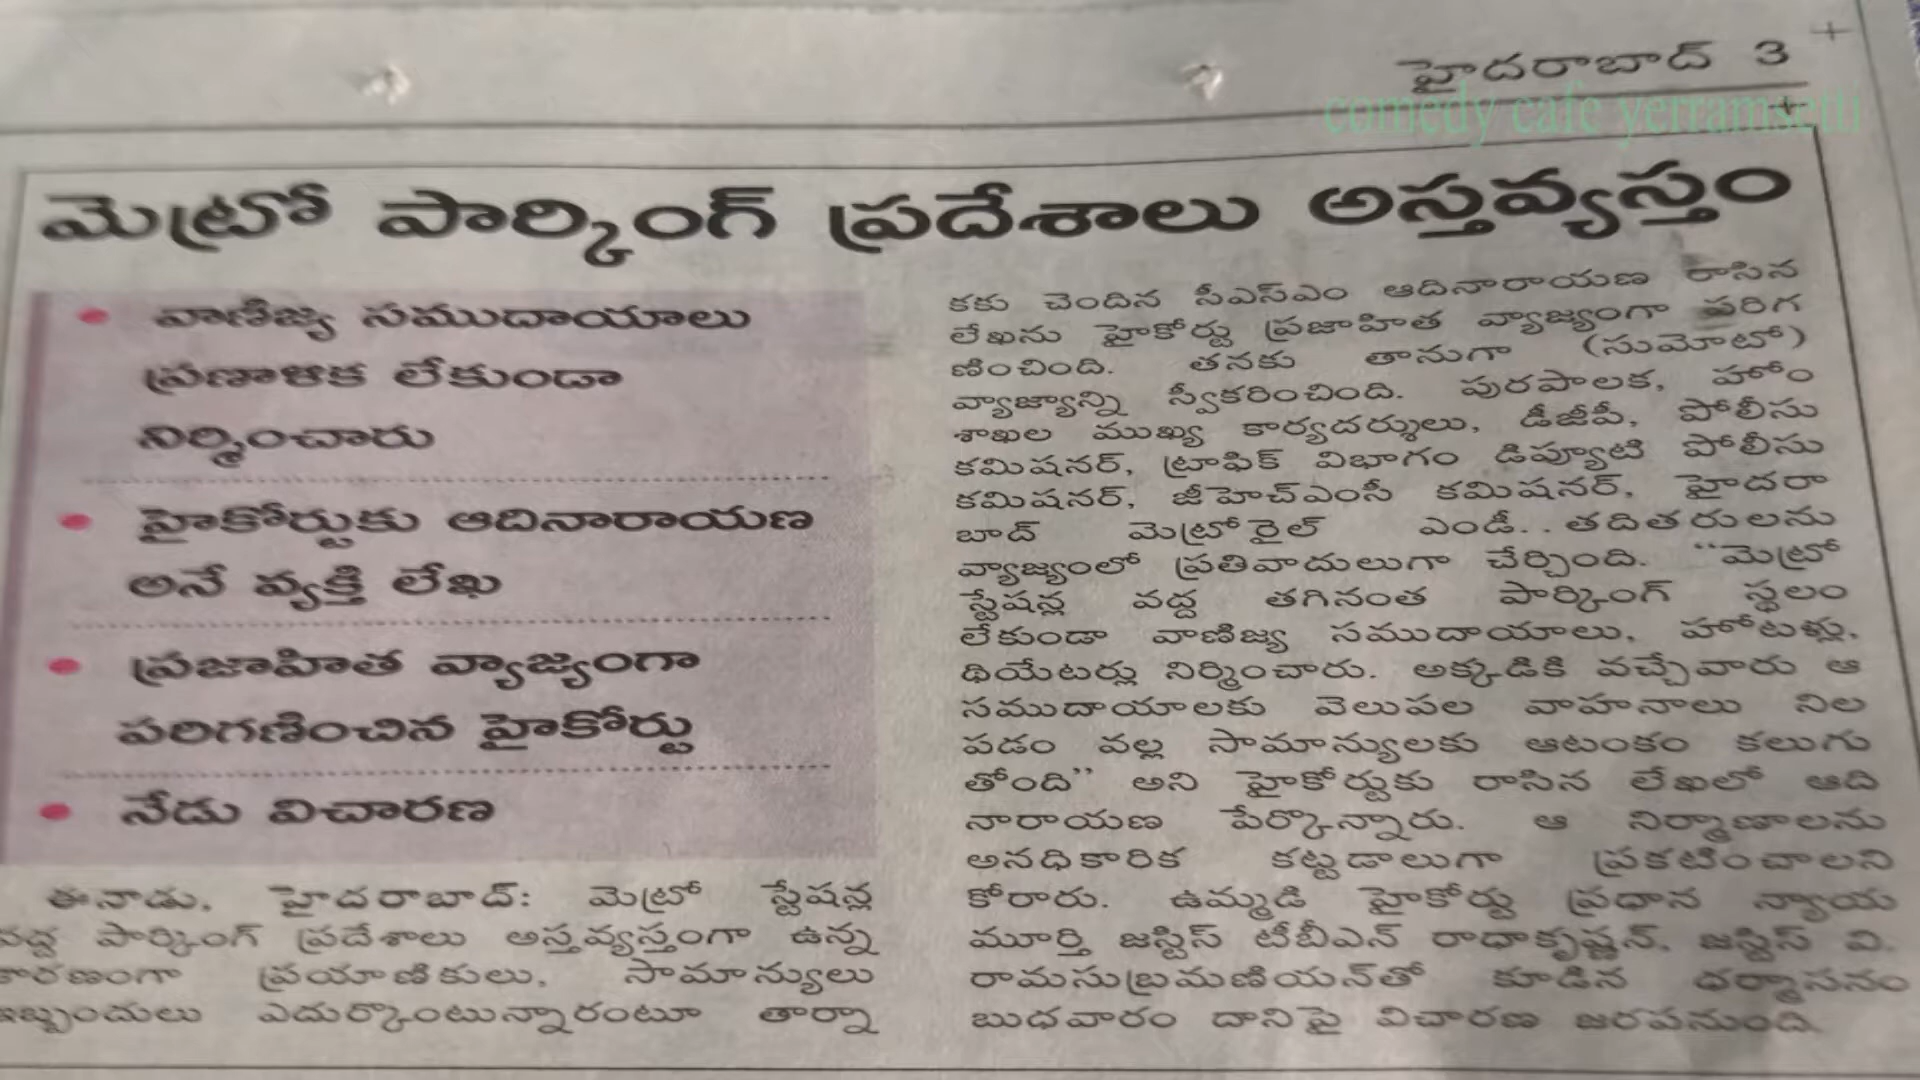 హైదరాబాద్ 3
comedy cafe yerramsetti
మెట్రో పార్కింగ్ ప్రదేశాలు అస్తవ్యస్తం
• వాణిజ్య సముదాయాలు
ప్రణాళిక లేకుండా
నిర్మించారు
• హైకోర్టుకు ఆదినారాయణ
అనే వ్యక్తి లేఖ
• ప్రజాహిత వ్యాజ్యంగా
పరిగణించిన హైకోర్టు
• నేడు విచారణ
ఈనాడు, హైదరాబాద్: మెట్రో స్టేషన్ల
వద్ద పార్కింగ్ ప్రదేశాలు అస్తవ్యస్తంగా ఉన్న
కారణంగా ప్రయాణికులు, సామాన్యులు
ఇబ్బందులు ఎదుర్కొంటున్నారంటూ తార్నా
కకు చెందిన సీఎస్ఎం ఆదినారాయణ రాసిన
లేఖను హైకోర్టు ప్రజాహిత వ్యాజ్యంగా పరిగ
ణించింది. తనకు తానుగా (సుమోటో)
వ్యాజ్యాన్ని స్వీకరించింది. పురపాలక, హోం
శాఖల ముఖ్య కార్యదర్శులు, డీజీపీ, పోలీసు
కమిషనర్, ట్రాఫిక్ విభాగం డిప్యూటి పోలీసు
కమిషనర్, జీహెచ్ఎంసీ కమిషనర్, హైదరా
బాద్ మెట్రోరైల్ ఎండీ.. తదితరులను
వ్యాజ్యంలో ప్రతివాదులుగా చేర్చింది. ‘‘మెట్రో
స్టేషన్ల వద్ద తగినంత పార్కింగ్ స్థలం
లేకుండా వాణిజ్య సముదాయాలు, హోటళ్లు,
థియేటర్లు నిర్మించారు. అక్కడికి వచ్చేవారు ఆ
సముదాయాలకు వెలుపల వాహనాలు నిల
పడం వల్ల సామాన్యులకు ఆటంకం కలుగు
తోంది’’ అని హైకోర్టుకు రాసిన లేఖలో ఆది
నారాయణ పేర్కొన్నారు. ఆ నిర్మాణాలను
అనధికారిక కట్టడాలుగా ప్రకటించాలని
కోరారు. ఉమ్మడి హైకోర్టు ప్రధాన న్యాయ
మూర్తి జస్టిస్ టీబీఎన్ రాధాకృష్ణన్, జస్టిస్ వి.
రామసుబ్రమణియన్‌తో కూడిన ధర్మాసనం
బుధవారం దానిపై విచారణ జరపనుంది.